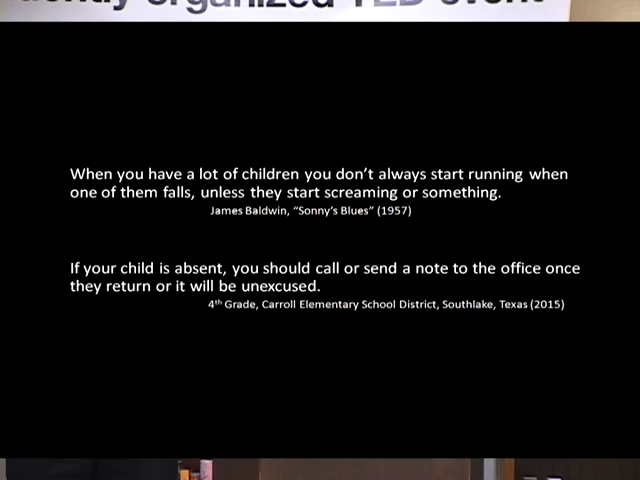 organized TED event
When you have a lot of children you don't always start running when
one of them falls, unless they start screaming or something.
James Baldwin, “Sonny's Blues” (1957)
If your child is absent, you should call or send a note to the office once
they return or it will be unexcused.
4th Grade, Carroll Elementary School District, Southlake, Texas (2015)